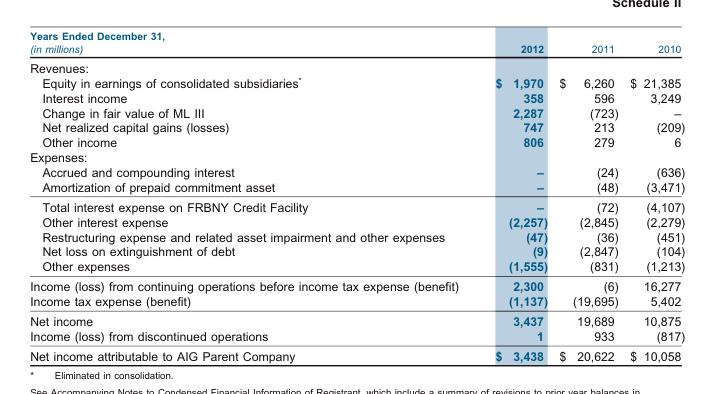 Schedule II
Years Ended December 31,
(in millions) 2012 2011 2010
Revenues:
Equity in earnings of consolidated subsidiaries* $ 1,970 $ 6,260 $ 21,385
Interest income 358 596 3,249
Change in fair value of ML III 2,287 (723) –
Net realized capital gains (losses) 747 213 (209)
Other income 806 279 6
Expenses:
Accrued and compounding interest – (24) (636)
Amortization of prepaid commitment asset – (48) (3,471)
Total interest expense on FRBNY Credit Facility – (72) (4,107)
Other interest expense (2,257) (2,845) (2,279)
Restructuring expense and related asset impairment and other expenses (47) (36) (451)
Net loss on extinguishment of debt (9) (2,847) (104)
Other expenses (1,555) (831) (1,213)
Income (loss) from continuing operations before income tax expense (benefit) 2,300 (6) 16,277
Income tax expense (benefit) (1,137) (19,695) 5,402
Net income 3,437 19,689 10,875
Income (loss) from discontinued operations 1 933 (817)
Net income attributable to AIG Parent Company $ 3,438 $ 20,622 $ 10,058
* Eliminated in consolidation.
See Accompanying Notes to Condensed Financial Information of Registrant, which include a summary of revisions to prior year balances in